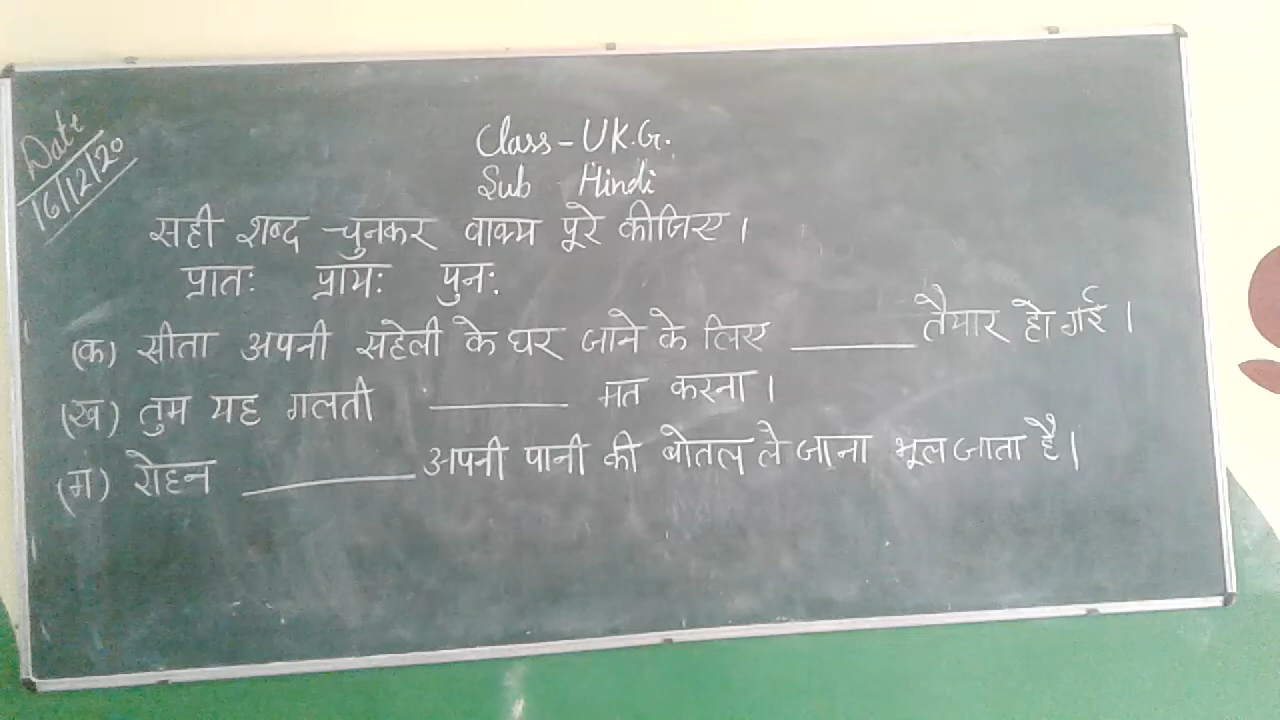 Date
16/12/20
Class - U.K.G.
Sub - Hindi
सही शब्द चुनकर वाक्य पूरे कीजिए।
प्रातः प्रायः पुनः
(क) सीता अपनी सहेली के घर जाने के लिए ______ तैयार हो गई।
(ख) तुम यह गलती ______ मत करना।
(ग) रोहन ______ अपनी पानी की बोतल ले जाना भूल जाता है।